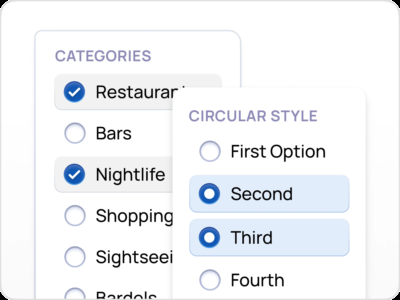 CATEGORIES
Restaurant
Bars
Nightlife
Shopping
Sightseei
Bardels
CIRCULAR STYLE
First Option
Second
Third
Fourth